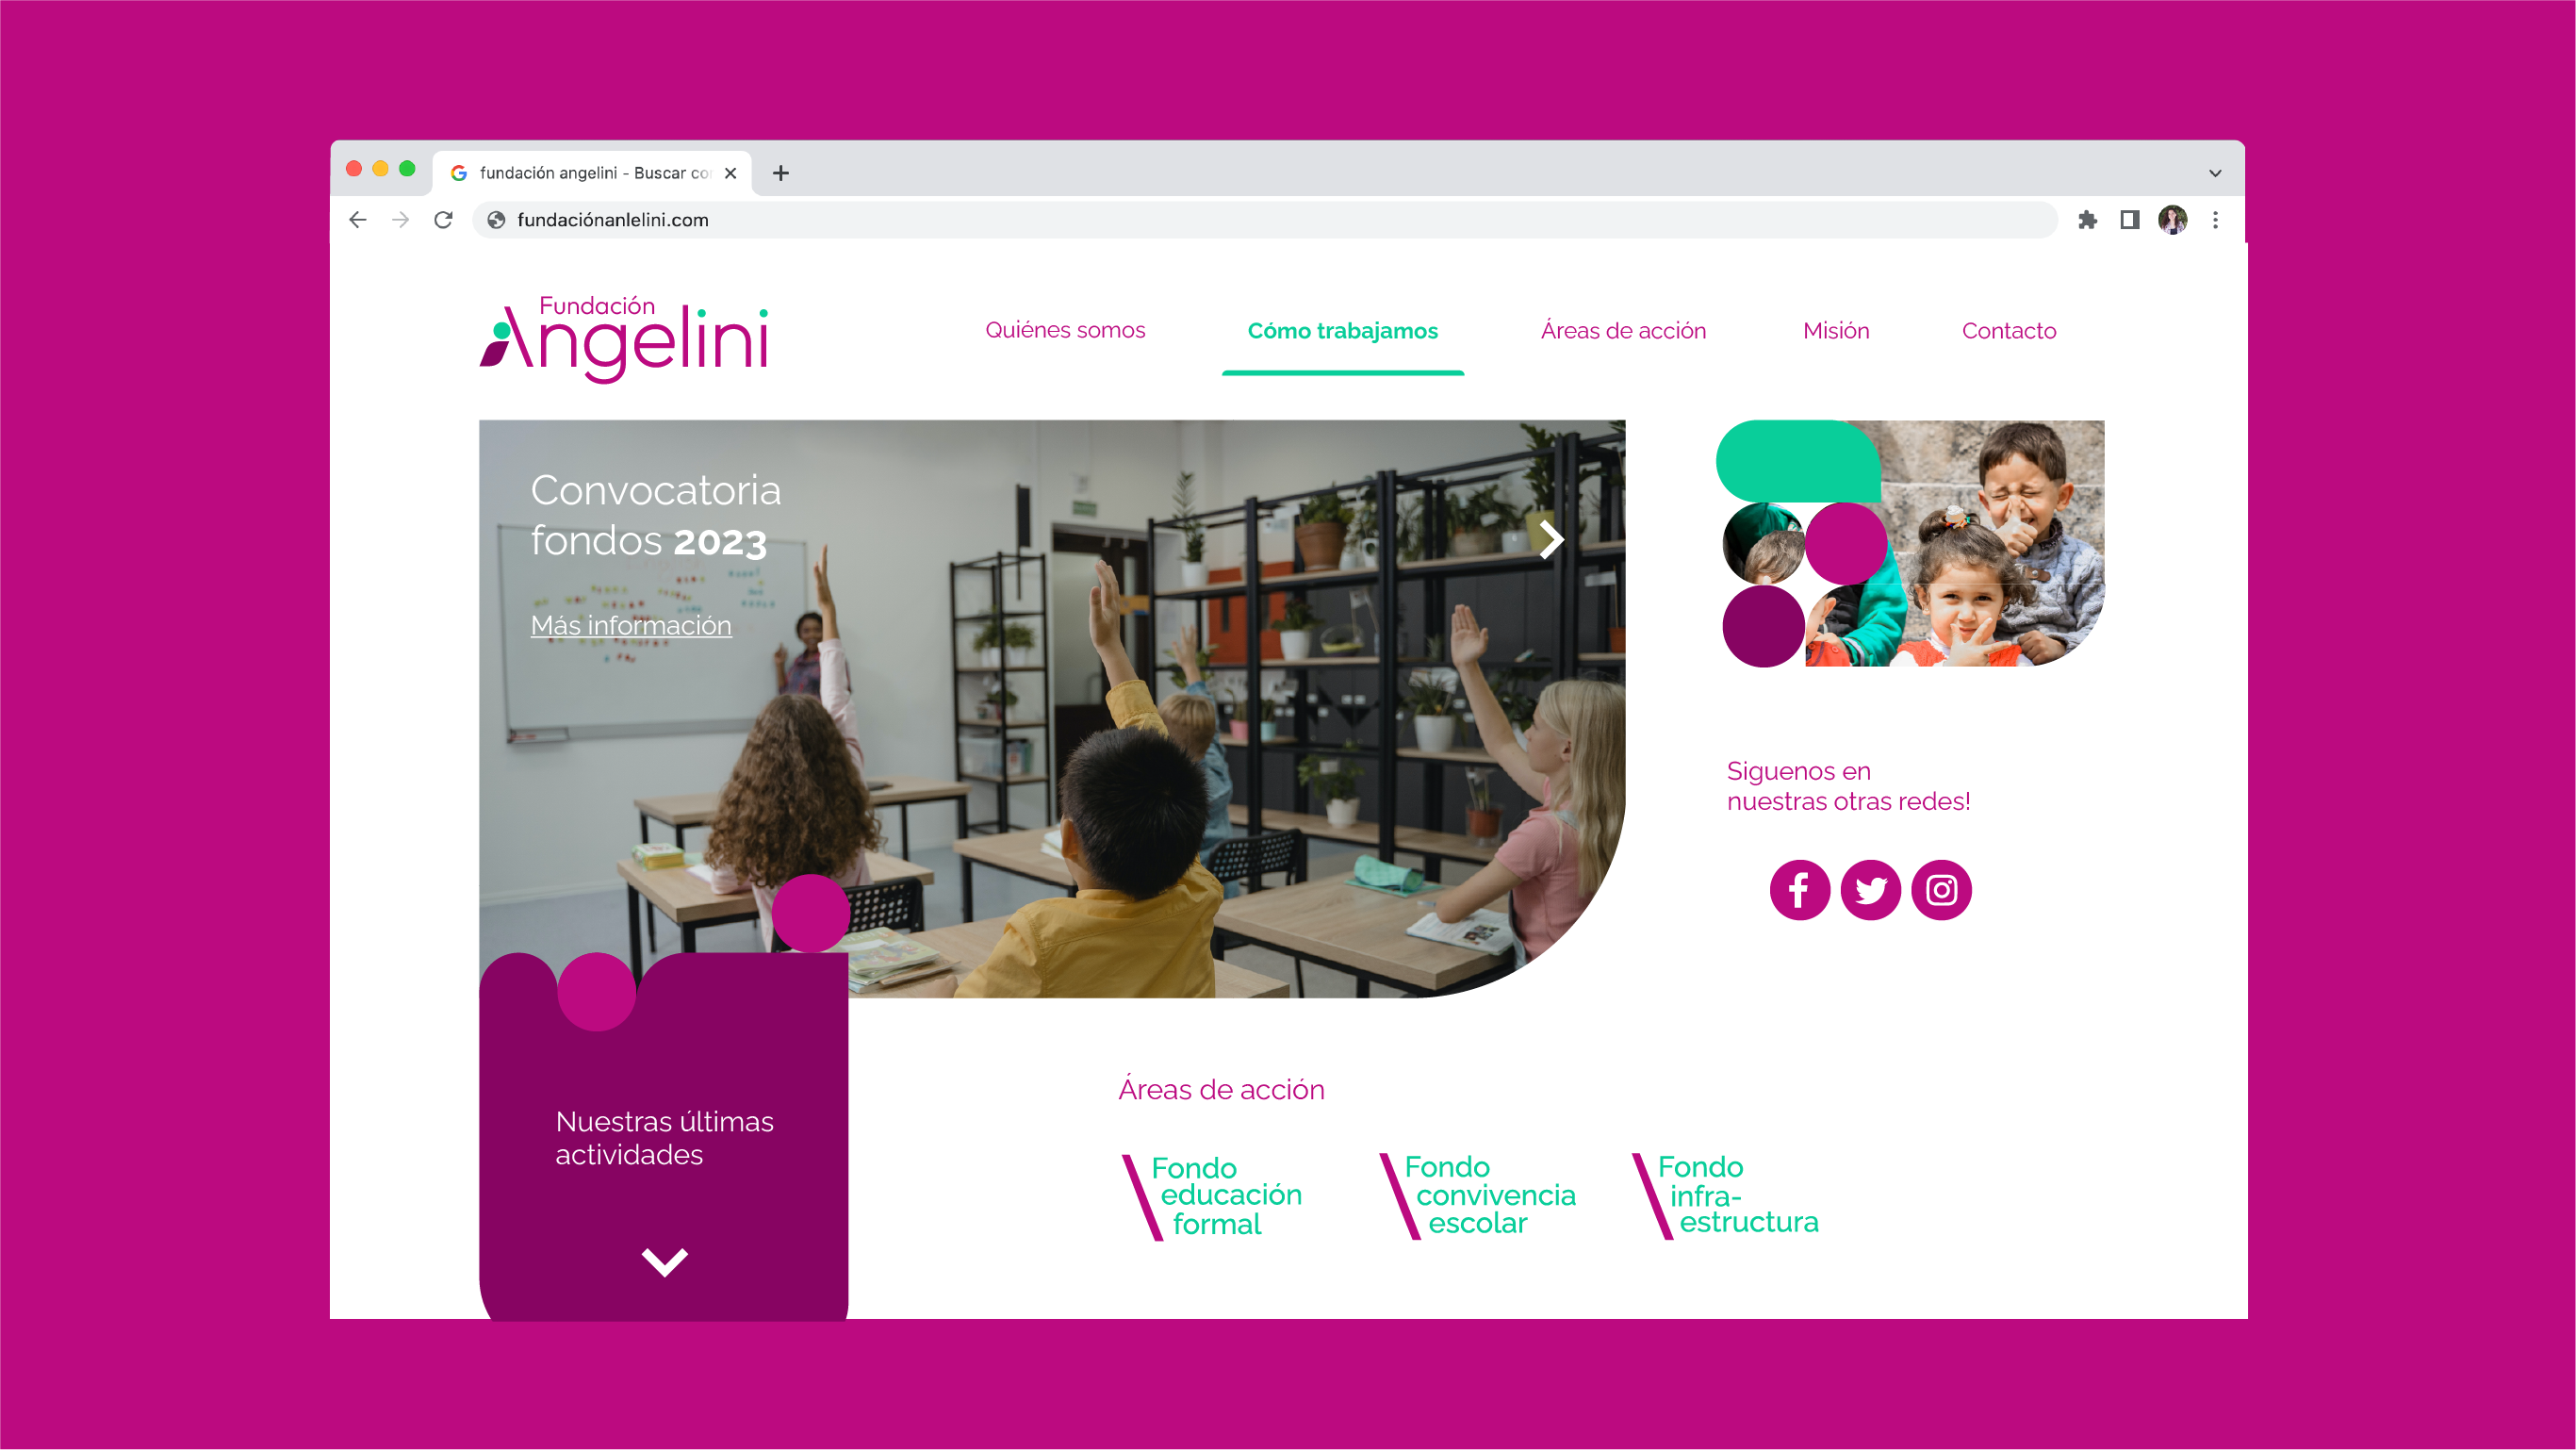 fundación angelini - Buscar co
fundaciónanlelini.com
Fundación
Angelini
Quiénes somos
Cómo trabajamos
Áreas de acción
Misión
Contacto
Convocatoria
fondos 2023
Más información
Siguenos en
nuestras otras redes!
Nuestras últimas
actividades
Áreas de acción
Fondo
educación
formal
Fondo
convivencia
escolar
Fondo
infra-
estructura